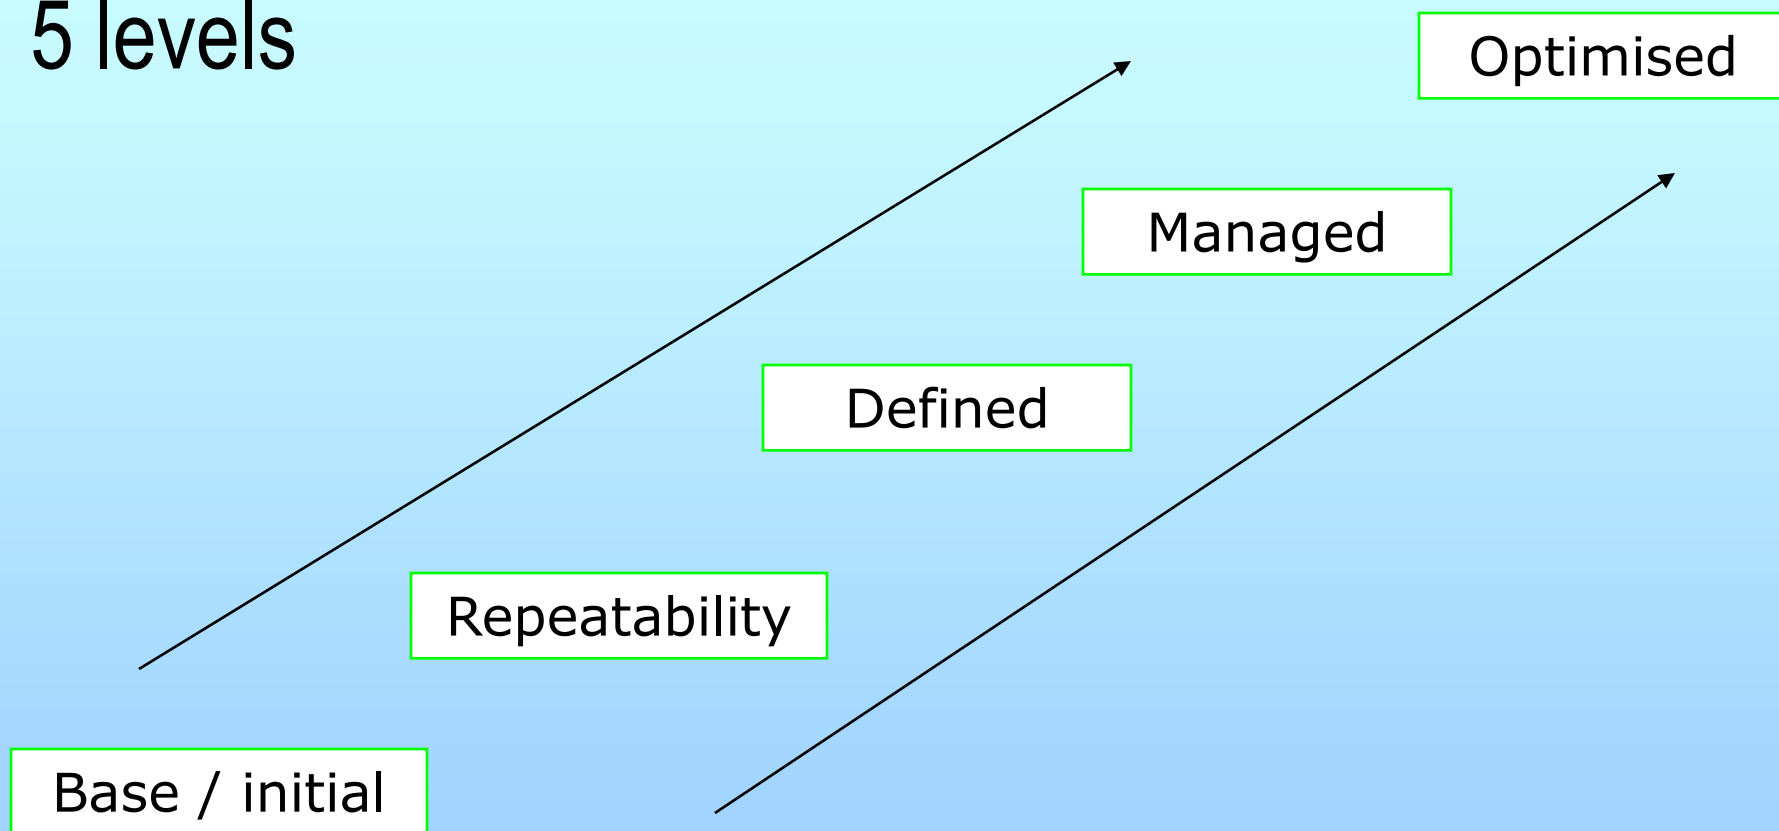 5 levels
Optimised
Managed
Defined
Repeatability
Base / initial